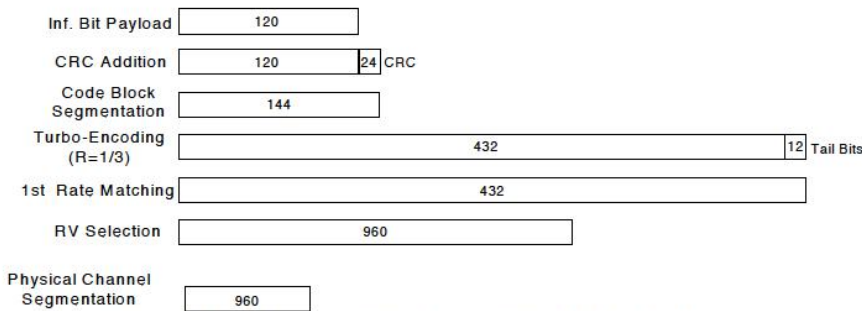 Inf. Bit Payload 120
CRC Addition 120 24 CRC
Code Block
Segmentation 144
Turbo-Encoding
(R=1/3) 432 12 Tail Bits
1st Rate Matching 432
RV Selection 960
Physical Channel
Segmentation 960